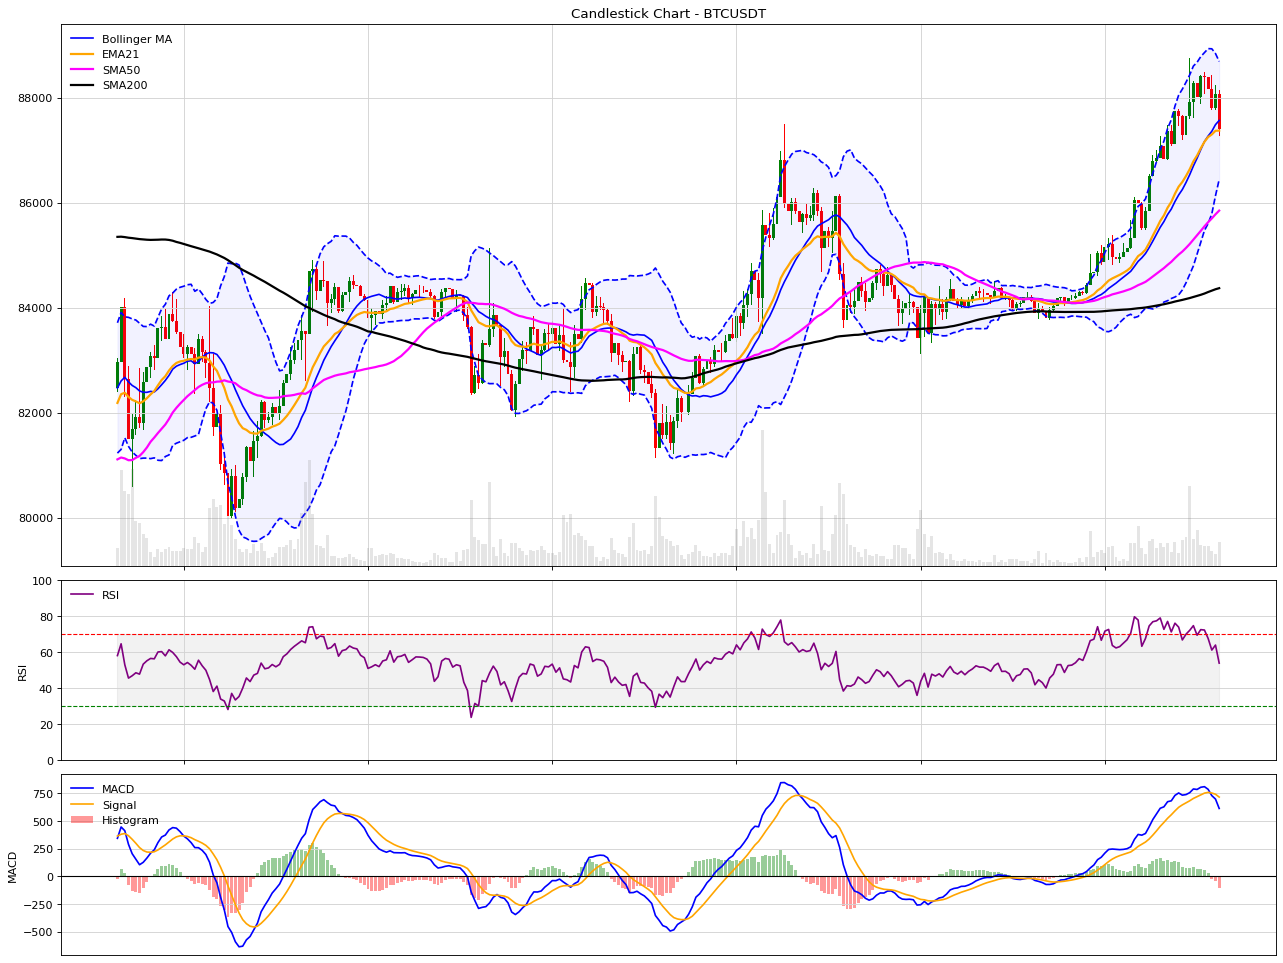 Candlestick Chart - BTCUSDT
Bollinger MA
EMA21
SMA50
SMA200
88000
86000
84000
82000
80000
RSI
100
80
60
40
20
0
RSI
MACD
Signal
Histogram
750
500
250
0
−250
−500
MACD